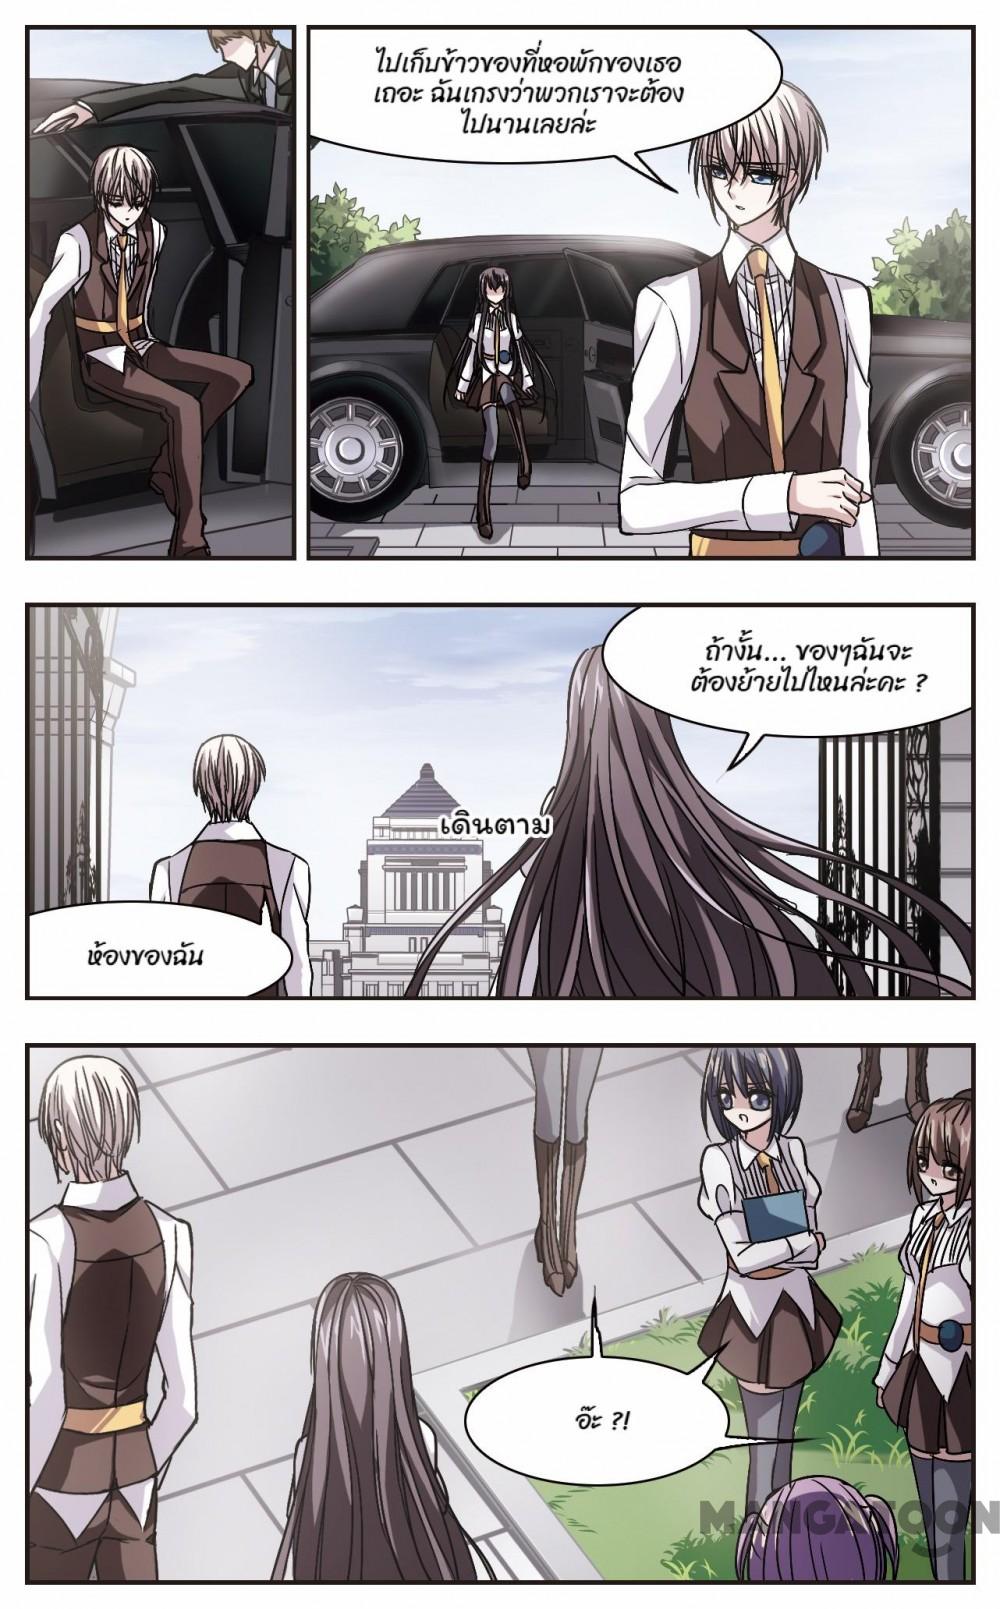 ไปเก็บข้าวของที่หอพักของเธอ
เถอะ ฉันเกรงว่าพวกเราจะต้อง
ไปนานเลยล่ะ
ถ้างั้น... ของๆฉันจะ
ต้องย้ายไปไหนล่ะคะ ?
เดินตาม
ห้องของฉัน
อ๊ะ ?!
MANGATOON